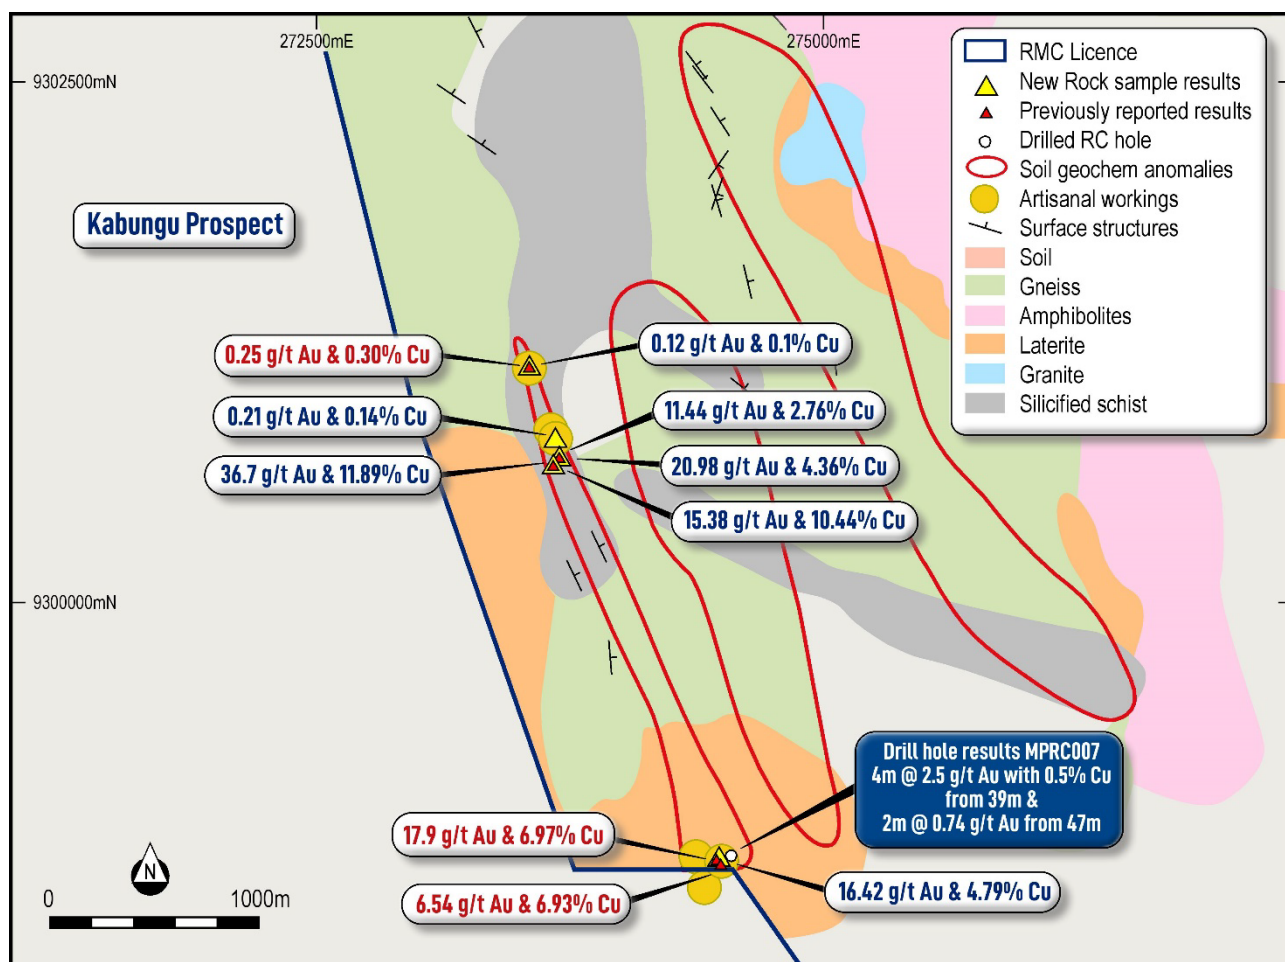 272500mE
275000mE
9302500mN
RMC Licence
New Rock sample results
Previously reported results
Drilled RC hole
Soil geochem anomalies
Artisanal workings
Surface structures
Soil
Gneiss
Amphibolites
Laterite
Granite
Silicified schist
Kabungu Prospect
0.25 g/t Au & 0.30% Cu
0.12 g/t Au & 0.1% Cu
0.21 g/t Au & 0.14% Cu
11.44 g/t Au & 2.76% Cu
36.7 g/t Au & 11.89% Cu
20.98 g/t Au & 4.36% Cu
15.38 g/t Au & 10.44% Cu
9300000mN
Drill hole results MPRC007
4m @ 2.5 g/t Au with 0.5% Cu
from 39m &
2m @ 0.74 g/t Au from 47m
17.9 g/t Au & 6.97% Cu
16.42 g/t Au & 4.79% Cu
6.54 g/t Au & 6.93% Cu
N
0
1000m